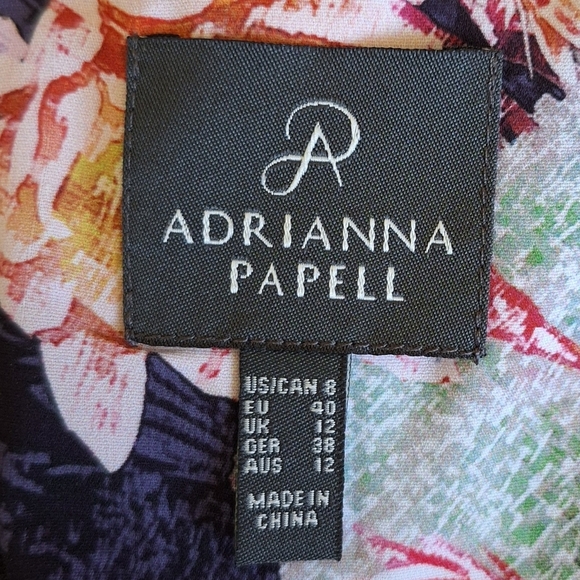 AP
ADRIANNA
PAPELL
US/CAN 8
EU 40
UK 12
GER 38
AUS 12
MADE IN
CHINA